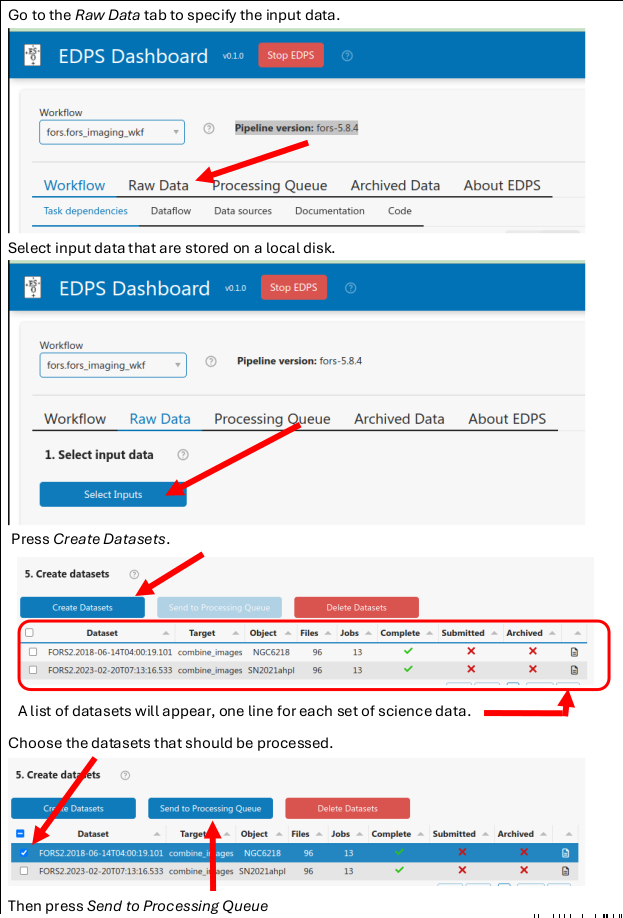 Go to the Raw Data tab to specify the input data.
EDPS Dashboard v0.1.0 Stop EDPS ?
Workflow
fors.fors_imaging_wkf ? Pipeline version: fors-5.8.4
Workflow Raw Data Processing Queue Archived Data About EDPS
Task dependencies Dataflow Data sources Documentation Code
Select input data that are stored on a local disk.
EDPS Dashboard v0.1.0 Stop EDPS ?
Workflow
fors.fors_imaging_wkf ? Pipeline version: fors-5.8.4
Workflow Raw Data Processing Queue Archived Data About EDPS
1. Select input data ?
Select Inputs
Press Create Datasets.
5. Create datasets ?
Create Datasets Send to Processing Queue Delete Datasets
Dataset Target Object Files Jobs Complete Submitted Archived
FORS2.2018-06-14T04:00:19.101 combine_images NGC6218 96 13
FORS2.2023-02-20T07:13:16.533 combine_images SN2021ahpl 96 13
A list of datasets will appear, one line for each set of science data.
Choose the datasets that should be processed.
5. Create datasets ?
Create Datasets Send to Processing Queue Delete Datasets
Dataset Target Object Files Jobs Complete Submitted Archived
FORS2.2018-06-14T04:00:19.101 combine_images NGC6218 96 13
FORS2.2023-02-20T07:13:16.533 combine_images SN2021ahpl 96 13
Then press Send to Processing Queue